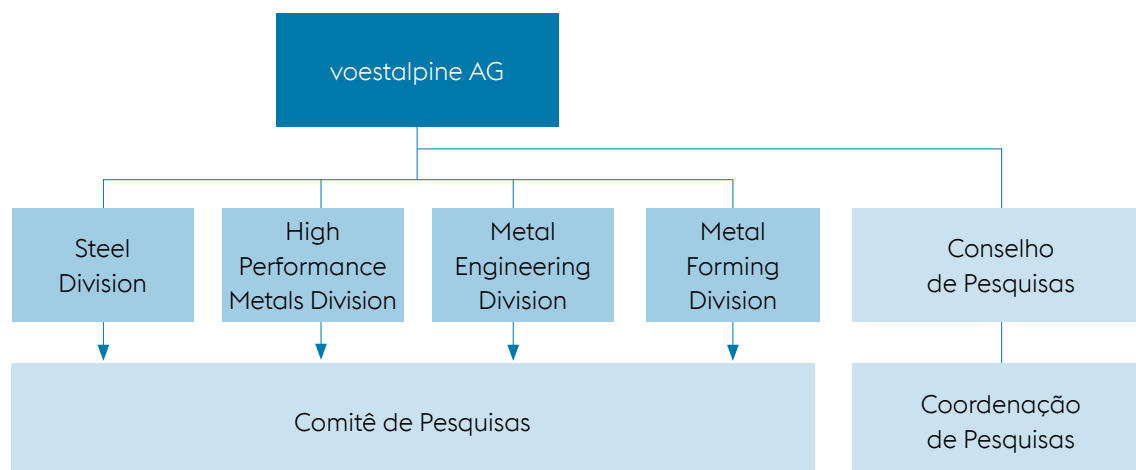 voestalpine AG
Steel
Division
High
Performance
Metals Division
Metal
Engineering
Division
Metal
Forming
Division
Conselho
de Pesquisas
Comitê de Pesquisas
Coordenação
de Pesquisas